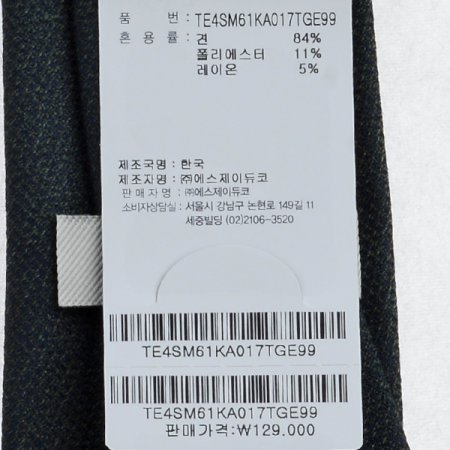 품 번: TE4SM61KA017TGE99
혼 용 률: 견 84%
폴리에스터 11%
레이온 5%
제조국명: 한국
제조자명: ㈜에스제이듀코
판매자명: ㈜에스제이듀코
소비자상담실: 서울시 강남구 논현로 149길 11
세중빌딩 (02)2106-3520
TE4SM61KA017TGE99
TE4SM61KA017TGE99
판매가격:₩129.000